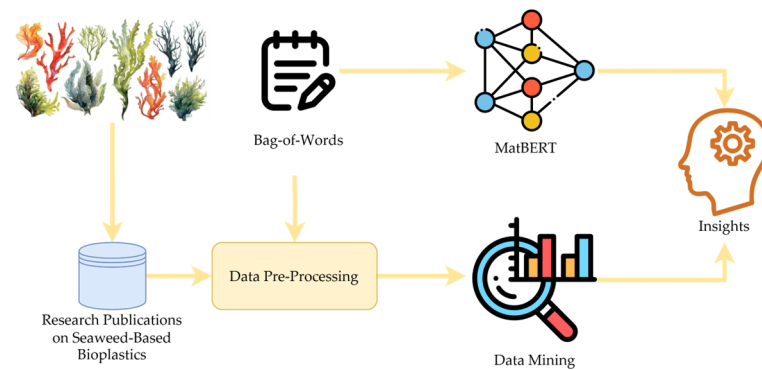 Bag-of-Words
MatBERT
Insights
Data Pre-Processing
Research Publications
on Seaweed-Based
Bioplastics
Data Mining